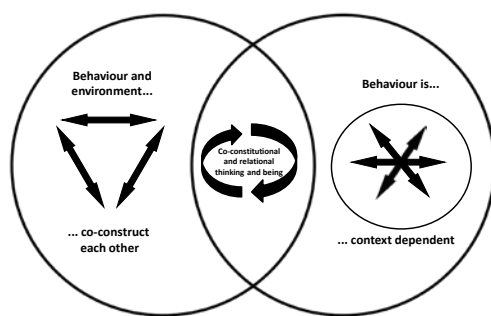 Behaviour and
environment...
... co-construct
each other
Co-constitutional
and relational
thinking and being
Behaviour is...
... context dependent